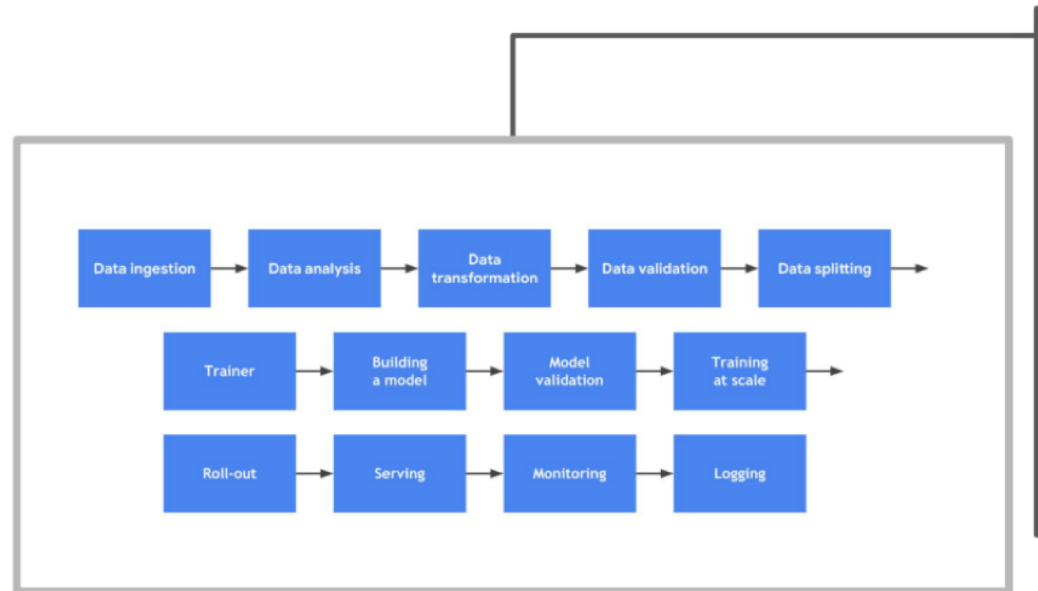 Data ingestion
Data analysis
Data
transformation
Data validation
Data splitting
Trainer
Building
a model
Model
validation
Training
at scale
Roll-out
Serving
Monitoring
Logging